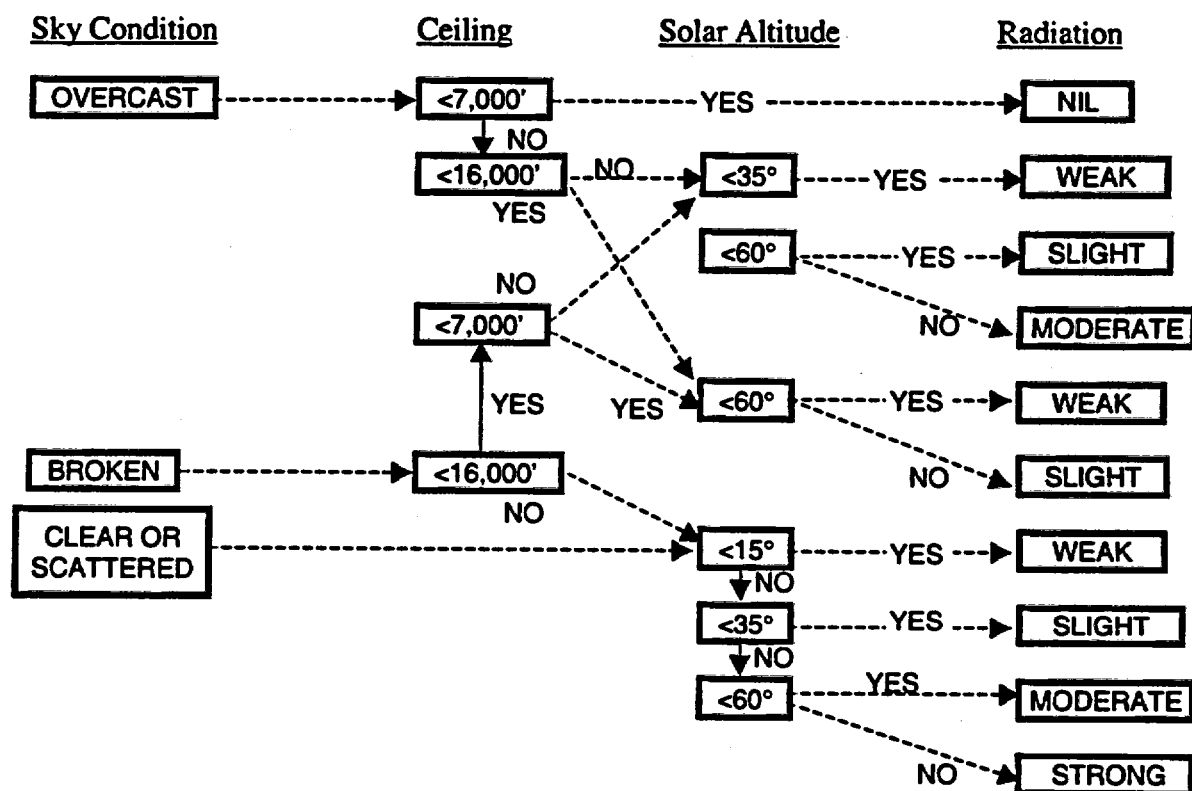 Sky Condition Ceiling Solar Altitude Radiation
OVERCAST <7,000' YES NIL
NO
<16,000' NO <35° YES WEAK
YES
<60° YES SLIGHT
NO
<7,000' NO MODERATE
YES YES <60° YES WEAK
BROKEN <16,000' NO SLIGHT
NO
CLEAR OR
SCATTERED <15° YES WEAK
NO
<35° YES SLIGHT
NO
<60° YES MODERATE
NO STRONG